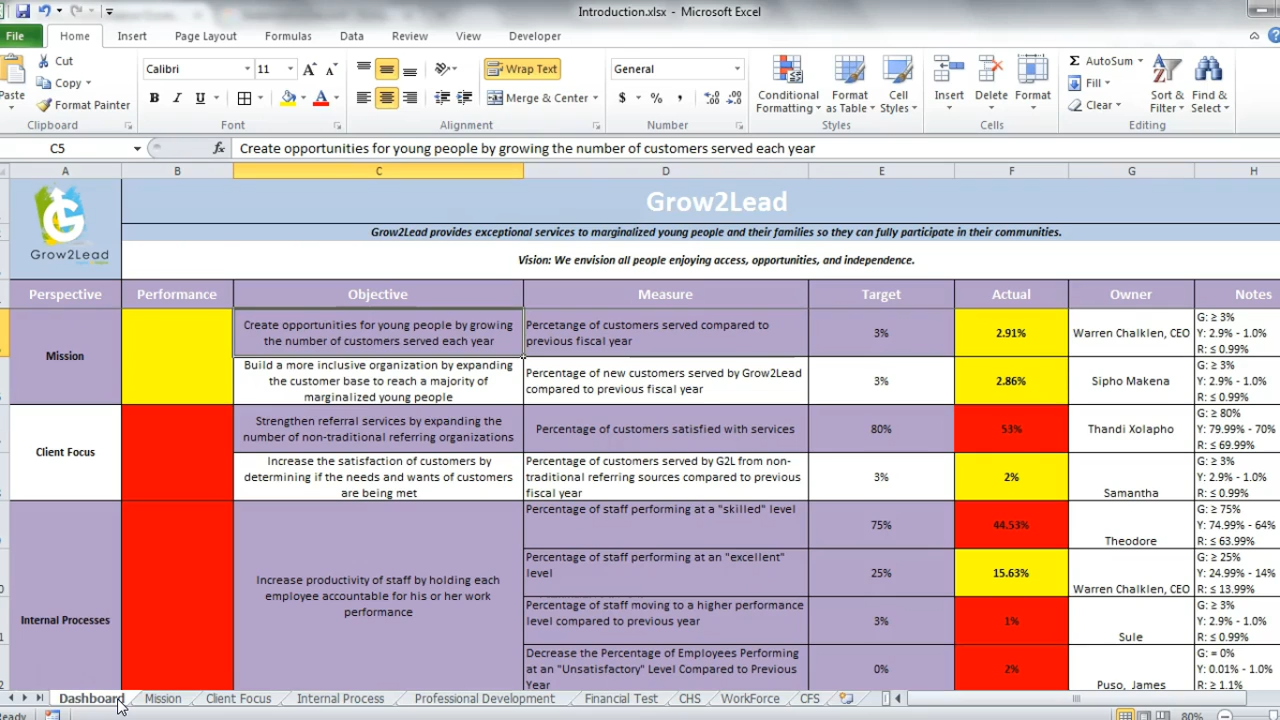 Introduction.xlsx - Microsoft Excel
File Home Insert Page Layout Formulas Data Review View Developer
Paste
Cut
Copy
Format Painter
Clipboard
Calibri 11
B I U
Font
Wrap Text
Merge & Center
Alignment
General
$ % ,
Number
Conditional Formatting
Format as Table
Cell Styles
Styles
Insert Delete Format
Cells
AutoSum
Fill
Clear
Sort & Filter
Find & Select
Editing
C5 fx Create opportunities for young people by growing the number of customers served each year
A B C D E F G H
Grow2Lead
Grow2Lead
Grow2Lead provides exceptional services to marginalized young people and their families so they can fully participate in their communities.
Vision: We envision all people enjoying access, opportunities, and independence.
Perspective Performance Objective Measure Target Actual Owner Notes
Mission
Create opportunities for young people by growing
the number of customers served each year
Percetange of customers served compared to
previous fiscal year
3% 2.91% Warren Chalklen, CEO
G: ≥ 3%
Y: 2.9% - 1.0%
R: ≤ 0.99%
Build a more inclusive organization by expanding
the customer base to reach a majority of
marginalized young people
Percentage of new customers served by Grow2Lead
compared to previous fiscal year
3% 2.86% Sipho Makena
G: ≥ 3%
Y: 2.9% - 1.0%
R: ≤ 0.99%
Client Focus
Strengthen referral services by expanding the
number of non-traditional referring organizations
Percentage of customers satisfied with services
80% 53% Thandi Xolapho
G: ≥ 80%
Y: 79.99% - 70%
R: ≤ 69.99%
Increase the satisfaction of customers by
determining if the needs and wants of customers
are being met
Percentage of customers served by G2L from non-
traditional referring sources compared to previous
fiscal year
3% 2% Samantha
G: ≥ 3%
Y: 2.9% - 1.0%
R: ≤ 0.99%
Internal Processes
Increase productivity of staff by holding each
employee accountable for his or her work
performance
Percentage of staff performing at a "skilled" level
75% 44.53% Theodore
G: ≥ 75%
Y: 74.99% - 64%
R: ≤ 63.99%
Percentage of staff performing at an "excellent"
level
25% 15.63% Warren Chalklen, CEO
G: ≥ 25%
Y: 24.99% - 14%
R: ≤ 13.99%
Percentage of staff moving to a higher performance
level compared to previous year
3% 1% Sule
G: ≥ 3%
Y: 2.9% - 1.0%
R: ≤ 0.99%
Decrease the Percentage of Employees Performing
at an "Unsatisfactory" Level Compared to Previous
Year
0% 2% Puso, James
G: = 0%
Y: 0.01% - 1.0%
R: ≥ 1.1%
Dashboard Mission Client Focus Internal Process Professional Development Financial Test CHS WorkForce CFS
Ready 80%